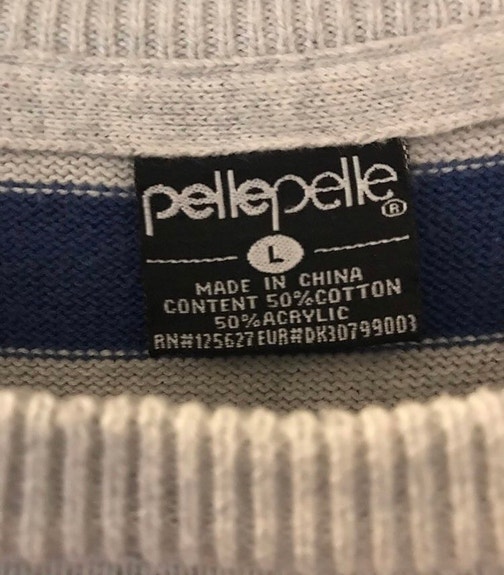 pellepelle®
L
MADE IN CHINA
CONTENT 50%COTTON
50%ACRYLIC
RN#125627 EUR#DK30799003